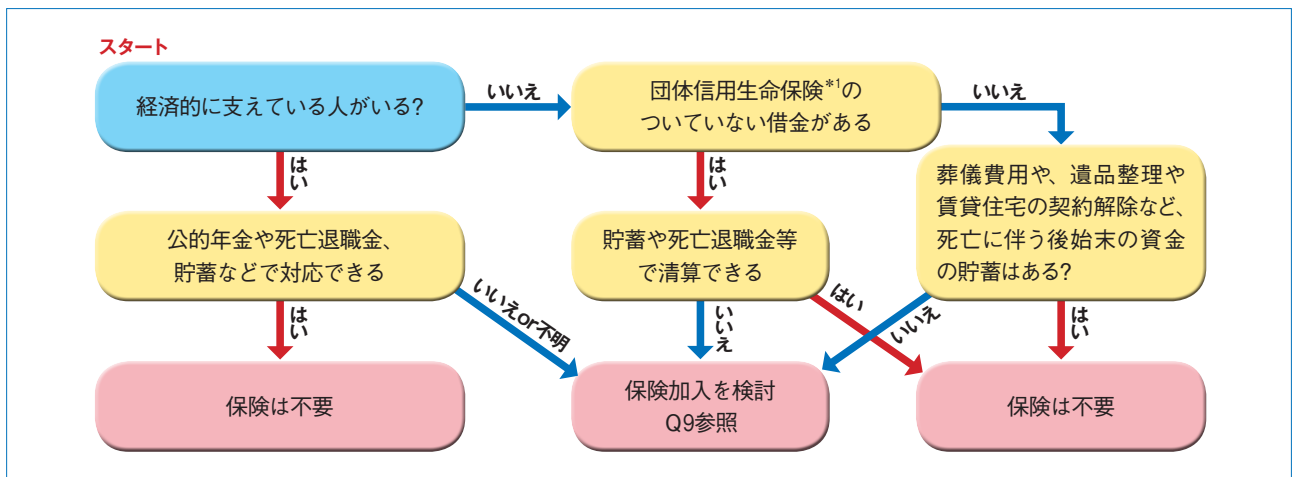 スタート
経済的に支えている人がいる?
いいえ
団体信用生命保険*1の
ついていない借金がある
いいえ
はい
はい
葬儀費用や、遺品整理や
賃貸住宅の契約解除など、
死亡に伴う後始末の資金
の貯蓄はある?
公的年金や死亡退職金、
貯蓄などで対応できる
貯蓄や死亡退職金等
で清算できる
はい
いいえor不明
いいえ
はい
いいえ
はい
保険は不要
保険加入を検討
Q9参照
保険は不要